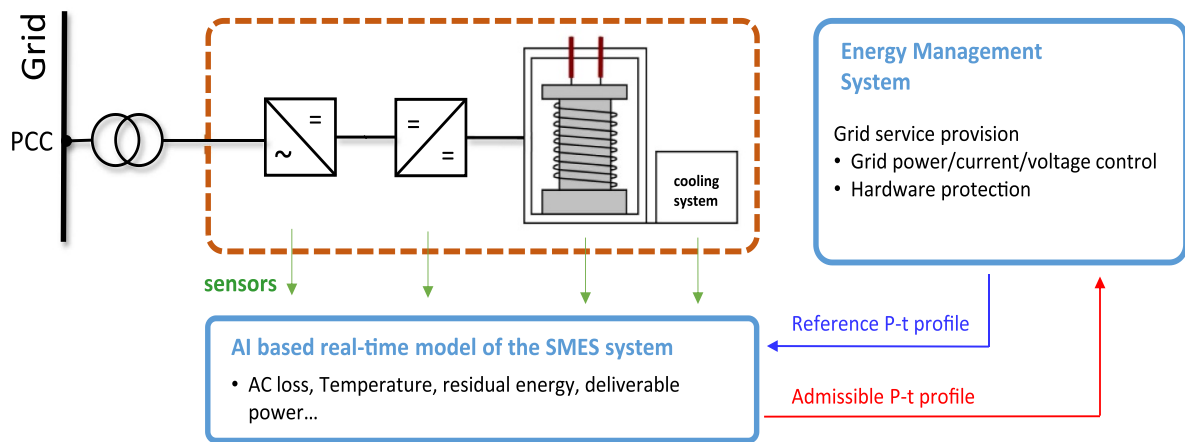 Grid
PCC
=
~
=
=
cooling
system
sensors
Energy Management
System
Grid service provision
• Grid power/current/voltage control
• Hardware protection
Reference P-t profile
Admissible P-t profile
AI based real-time model of the SMES system
• AC loss, Temperature, residual energy, deliverable
power...